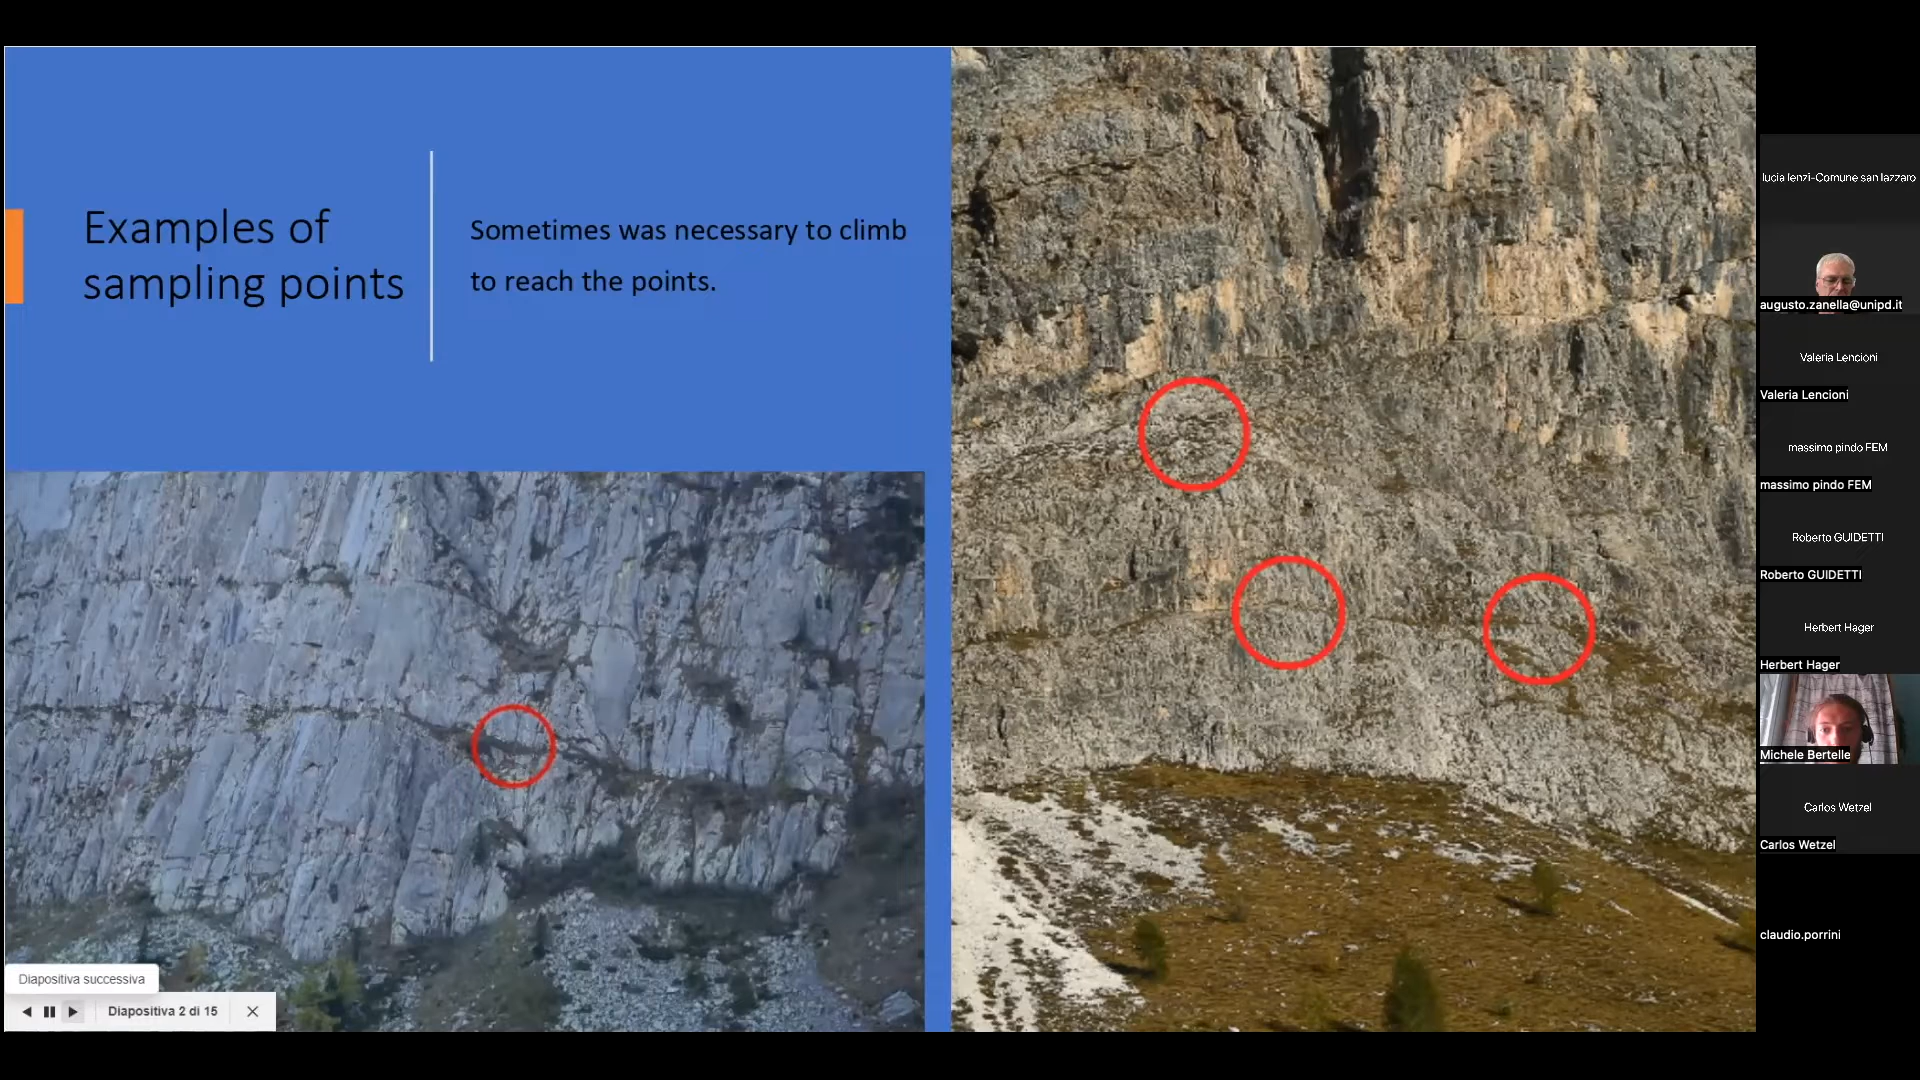 Examples of
sampling points
Sometimes was necessary to climb
to reach the points.
Diapositiva successiva
Diapositiva 2 di 15
lucia lenzi-Comune san lazzaro
augusto.zanella@unipd.it
Valeria Lencioni
Valeria Lencioni
massimo pindo FEM
massimo pindo FEM
Roberto GUIDETTI
Roberto GUIDETTI
Herbert Hager
Herbert Hager
Michele Bertelle
Carlos Wetzel
Carlos Wetzel
claudio.porrini